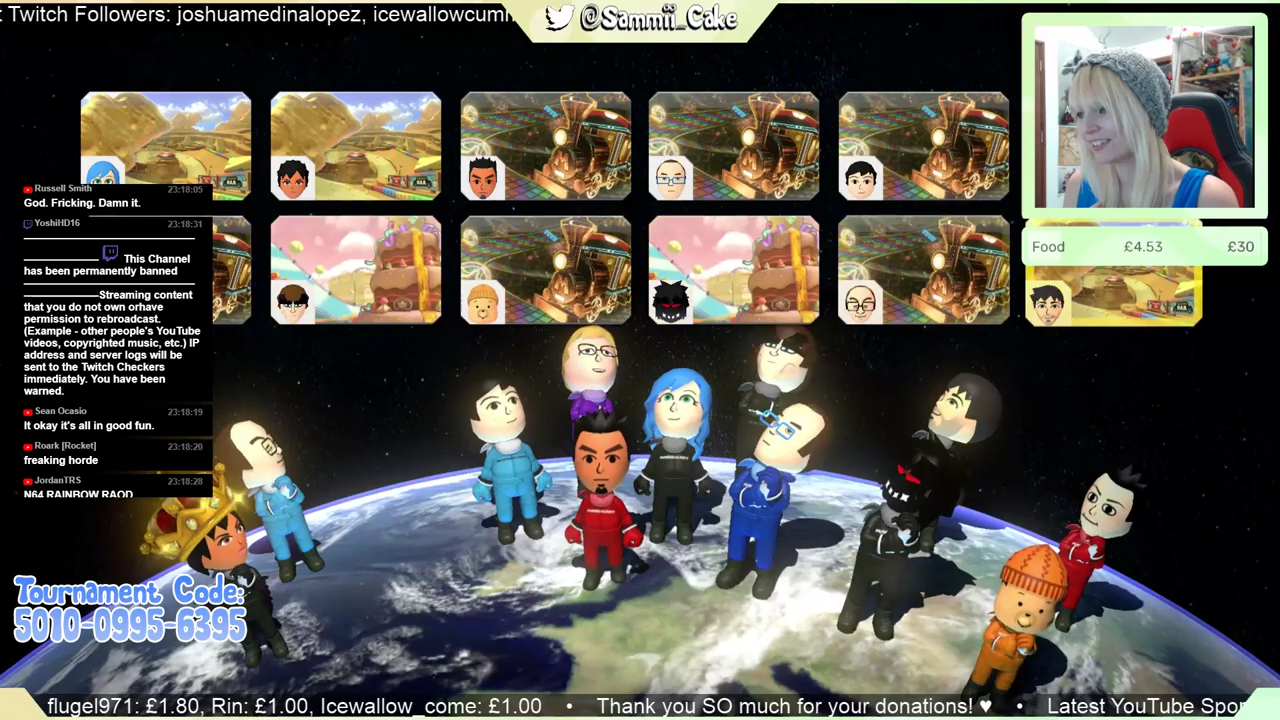 : Twitch Followers: joshuamedinalopez, icewallowcum
@Sammii_Cake
Food £4.53 £30
Russell Smith 23:18:05
God. Fricking. Damn it.
YoshiHD16 23:18:31
This Channel
has been permanently banned
Streaming content
that you do not own orhave
permission to rebroadcast.
(Example - other people's YouTube
videos, copyrighted music, etc.) IP
address and server logs will be
sent to the Twitch Checkers
immediately. You have been
warned.
Sean Ocasio 23:18:19
It okay it's all in good fun.
Roark [Rocket] 23:18:20
freaking horde
JordanTRS 23:18:28
N64 RAINBOW RAOD
Tournament Code:
5010-0995-6395
flugel971: £1.80, Rin: £1.00, Icewallow_come: £1.00 • Thank you SO much for your donations! ♥ • Latest YouTube Spor